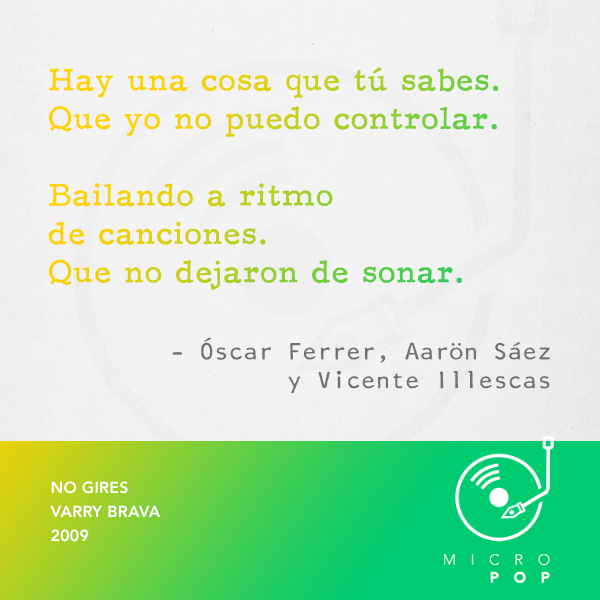 Hay una cosa que tú sabes.
Que yo no puedo controlar.
Bailando a ritmo
de canciones.
Que no dejaron de sonar.
– Óscar Ferrer, Aarön Sáez
y Vicente Illescas
NO GIRES
VARRY BRAVA
2009
MICRO
POP